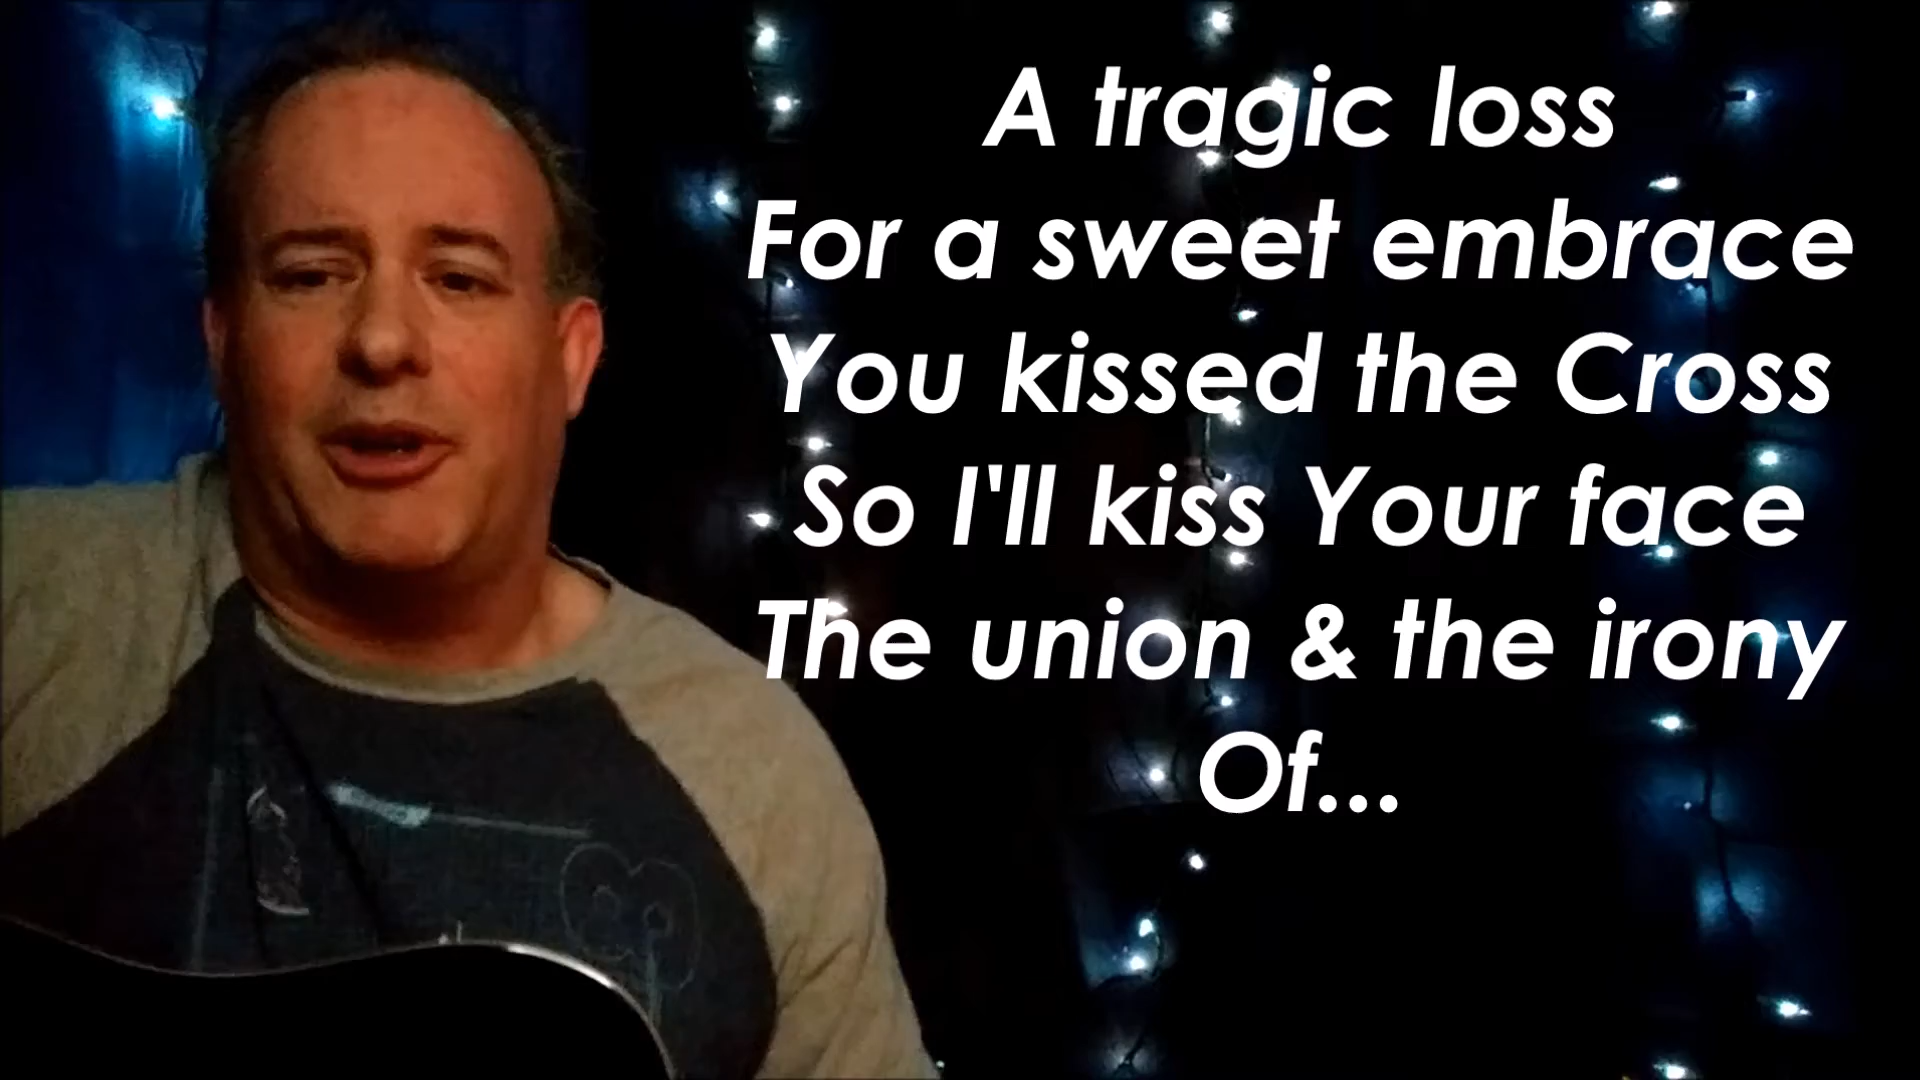 A tragic loss
For a sweet embrace
You kissed the Cross
So I'll kiss Your face
The union & the irony
Of...